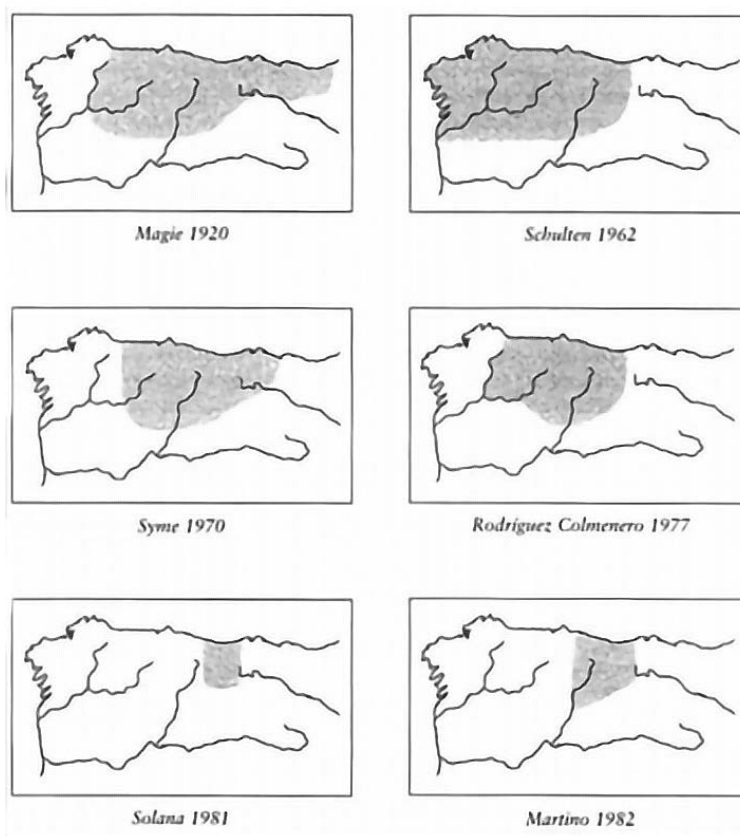 Magie 1920
Schulten 1962
Syme 1970
Rodríguez Colmenero 1977
Solana 1981
Martino 1982